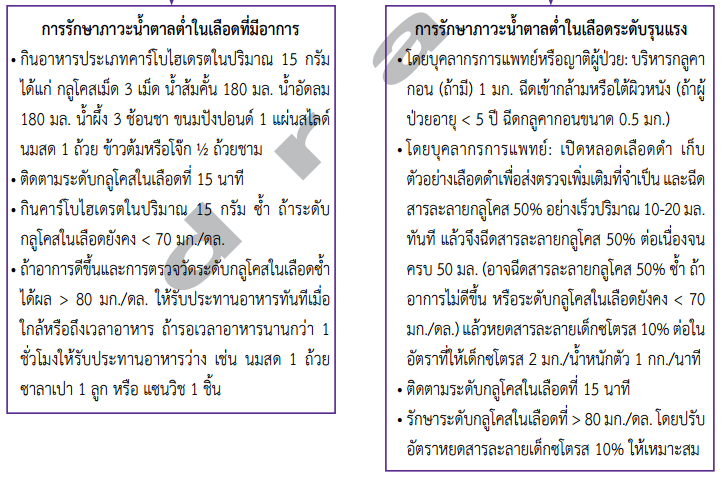 การรักษาภาวะน้ำตาลต่ำในเลือดที่มีอาการ
• กินอาหารประเภทคาร์โบไฮเดรตในปริมาณ 15 กรัม
ได้แก่ กลูโคสเม็ด 3 เม็ด น้ำส้มคั้น 180 มล. น้ำอัดลม
180 มล. น้ำผึ้ง 3 ช้อนชา ขนมปังปอนด์ 1 แผ่นสไลด์
นมสด 1 ถ้วย ข้าวต้มหรือโจ๊ก ½ ถ้วยชาม
• ติดตามระดับกลูโคสในเลือดที่ 15 นาที
• กินคาร์โบไฮเดรตในปริมาณ 15 กรัม ซ้ำ ถ้าระดับ
กลูโคสในเลือดยังคง < 70 มก./ดล.
• ถ้าอาการดีขึ้นและการตรวจวัดระดับกลูโคสในเลือดซ้ำ
ได้ผล > 80 มก./ดล. ให้รับประทานอาหารทันทีเมื่อ
ใกล้หรือถึงเวลาอาหาร ถ้ารอเวลาอาหารนานกว่า 1
ชั่วโมงให้รับประทานอาหารว่าง เช่น นมสด 1 ถ้วย
ซาลาเปา 1 ลูก หรือ แซนวิช 1 ชิ้น
การรักษาภาวะน้ำตาลต่ำในเลือดระดับรุนแรง
• โดยบุคลากรการแพทย์หรือญาติผู้ป่วย: บริหารกลูคา
กอน (ถ้ามี) 1 มก. ฉีดเข้ากล้ามหรือใต้ผิวหนัง (ถ้าผู้
ป่วยอายุ < 5 ปี ฉีดกลูคากอนขนาด 0.5 มก.)
• โดยบุคลากรการแพทย์: เปิดหลอดเลือดดำ เก็บ
ตัวอย่างเลือดดำเพื่อส่งตรวจเพิ่มเติมที่จำเป็น และฉีด
สารละลายกลูโคส 50% อย่างเร็วปริมาณ 10-20 มล.
ทันที แล้วจึงฉีดสารละลายกลูโคส 50% ต่อเนื่องจน
ครบ 50 มล. (อาจฉีดสารละลายกลูโคส 50% ซ้ำ ถ้า
อาการไม่ดีขึ้น หรือระดับกลูโคสในเลือดยังคง < 70
มก./ดล.) แล้วหยดสารละลายเด็กซโตรส 10% ต่อใน
อัตราที่ให้เด็กซโตรส 2 มก./น้ำหนักตัว 1 กก./นาที
• ติดตามระดับกลูโคสในเลือดที่ 15 นาที
• รักษาระดับกลูโคสในเลือดที่ > 80 มก./ดล. โดยปรับ
อัตราหยดสารละลายเด็กซโตรส 10% ให้เหมาะสม
d r a